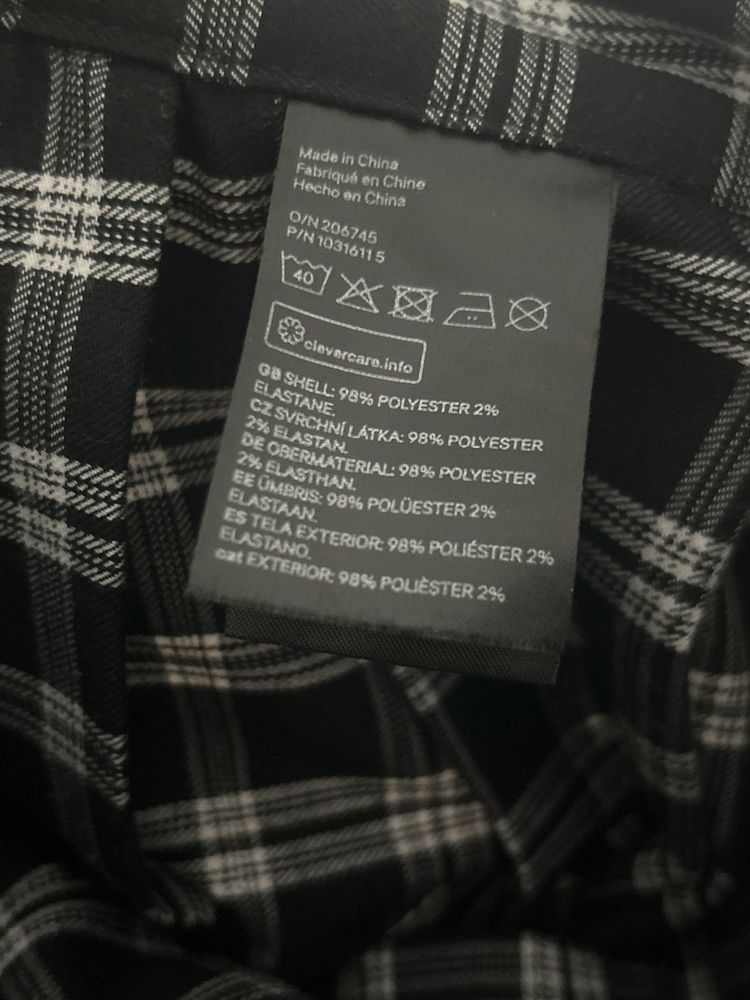 Made in China
Fabriqué en Chine
Hecho en China
O/N 206745
P/N 10316115
40
clevercare.info
GB SHELL: 98% POLYESTER 2%
ELASTANE.
CZ SVRCHNÍ LÁTKA: 98% POLYESTER
2% ELASTAN.
DE OBERMATERIAL: 98% POLYESTER
2% ELASTHAN.
EE ÜMBRIS: 98% POLÜESTER 2%
ELASTAAN.
ES TELA EXTERIOR: 98% POLIÉSTER 2%
ELASTANO.
cat EXTERIOR: 98% POLIÈSTER 2%